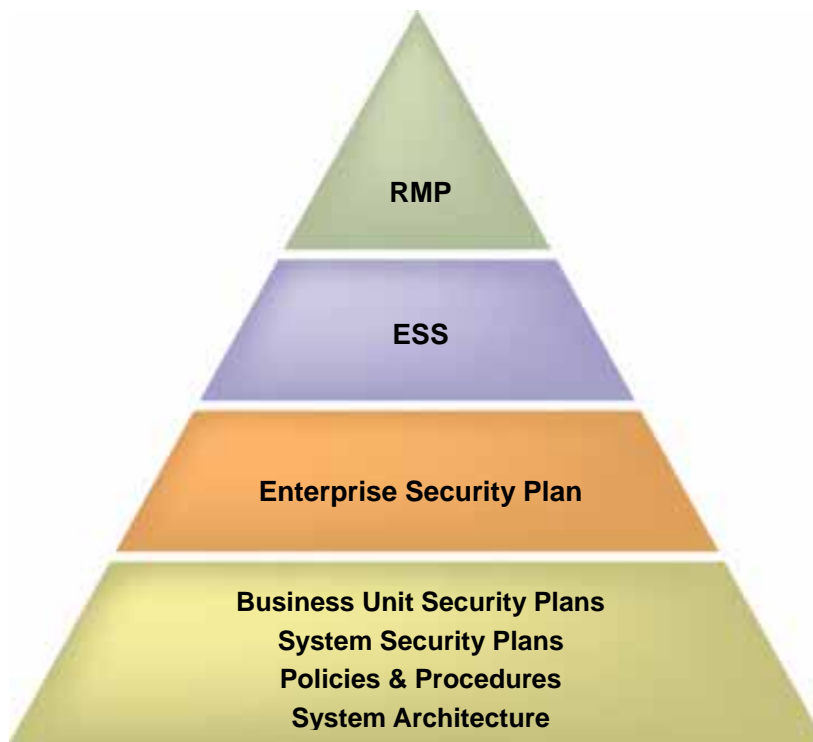 RMP
ESS
Enterprise Security Plan
Business Unit Security Plans
System Security Plans
Policies & Procedures
System Architecture